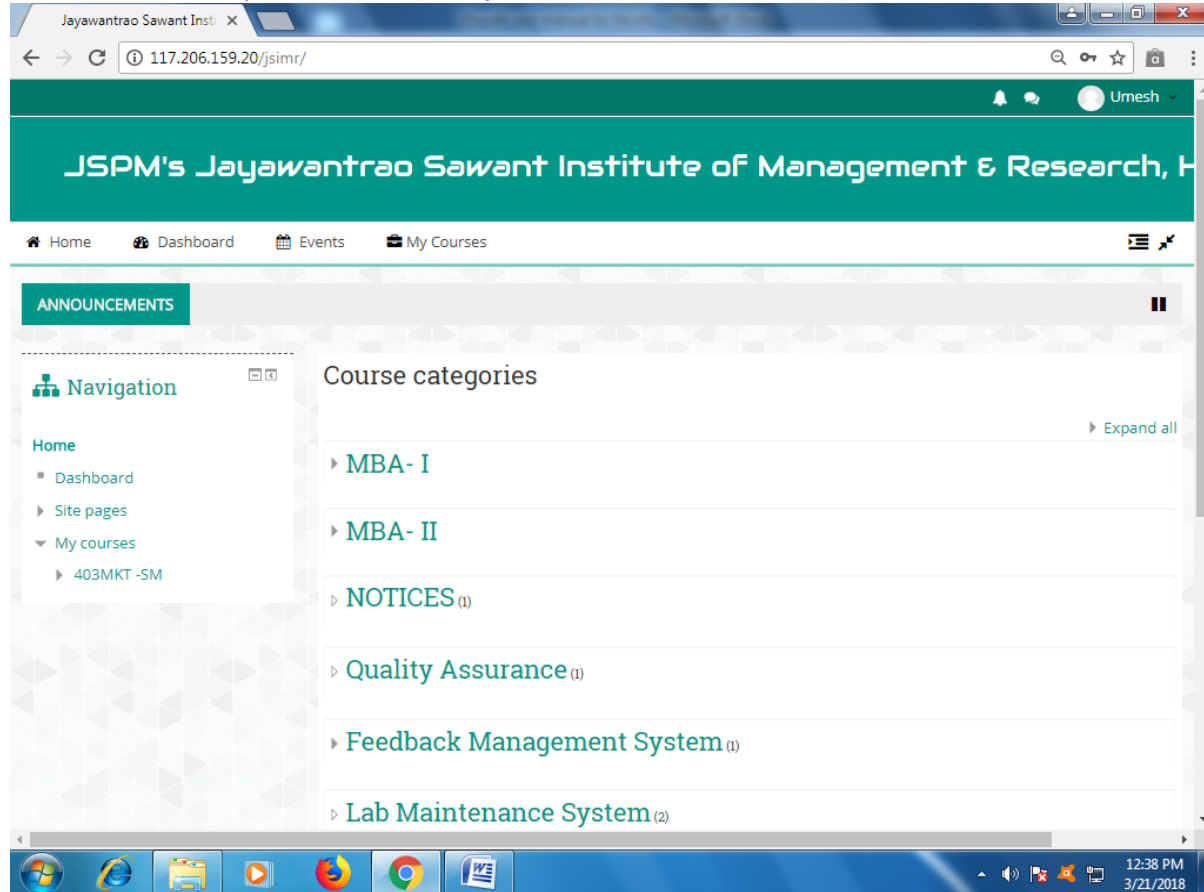 Jayawantrao Sawant Insti
117.206.159.20/jsimr/
Umesh
JSPM's Jayawantrao Sawant Institute of Management & Research, H
Home Dashboard Events My Courses
ANNOUNCEMENTS
Navigation
Home
Dashboard
Site pages
My courses
403MKT -SM
Course categories
Expand all
MBA- I
MBA- II
NOTICES (1)
Quality Assurance (1)
Feedback Management System (1)
Lab Maintenance System (2)
12:38 PM
3/21/2018